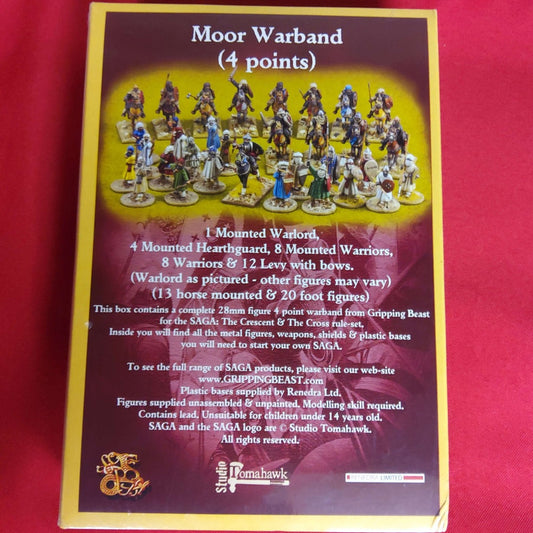 Moor Warband
(4 points)
1 Mounted Warlord,
4 Mounted Hearthguard, 8 Mounted Warriors,
8 Warriors & 12 Levy with bows.
(Warlord as pictured - other figures may vary)
(13 horse mounted & 20 foot figures)
This box contains a complete 28mm figure 4 point warband from Gripping Beast
for the SAGA: The Crescent & The Cross rule-set,
Inside you will find all the metal figures, weapons, shields & plastic bases
you will need to start your own SAGA.
To see the full range of SAGA products, please visit our web-site
www.GRIPPINGBEAST.com
Plastic bases supplied by Renedra Ltd.
Figures supplied unassembled & unpainted. Modelling skill required.
Contains lead, Unsuitable for children under 14 years old.
SAGA and the SAGA logo are © Studio Tomahawk.
All rights reserved.
Studio Tomahawk
RENEDRA LIMITED